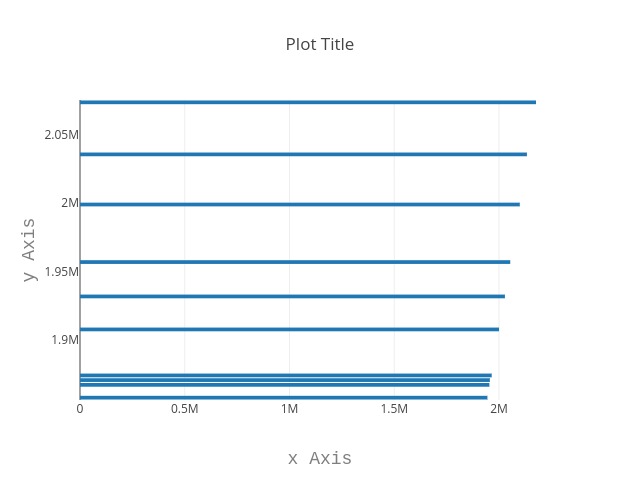 Plot Title
2.05M
2M
1.95M
1.9M
y Axis
0
0.5M
1M
1.5M
2M
x Axis